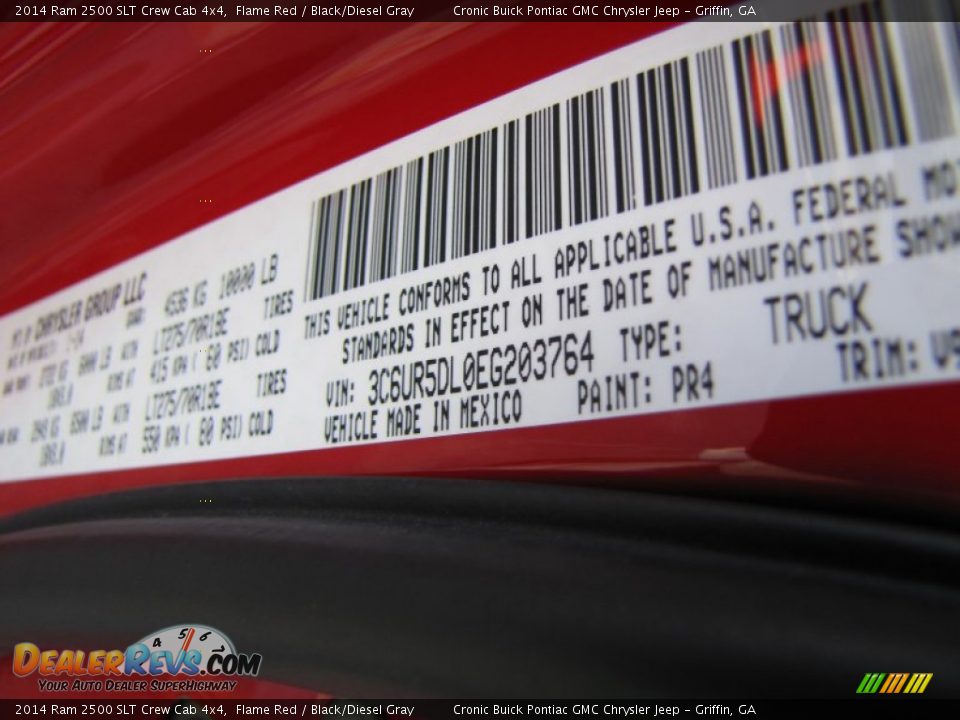 2014 Ram 2500 SLT Crew Cab 4x4, Flame Red / Black/Diesel Gray Cronic Buick Pontiac GMC Chrysler Jeep - Griffin, GA
CHRYSLER GROUP LLC
4536 KG 10000 LB
TIRES
LT275/70R18E
415 KPA ( 60 PSI) COLD
TIRES
LT275/70R18E
550 KPA ( 80 PSI) COLD
THIS VEHICLE CONFORMS TO ALL APPLICABLE U.S.A. FEDERAL
STANDARDS IN EFFECT ON THE DATE OF MANUFACTURE
VIN: 3C6UR5DL0EG203764 TYPE: TRUCK
VEHICLE MADE IN MEXICO PAINT: PR4 TRIM:
DEALERREVS.COM
YOUR AUTO DEALER SUPERHIGHWAY
2014 Ram 2500 SLT Crew Cab 4x4, Flame Red / Black/Diesel Gray Cronic Buick Pontiac GMC Chrysler Jeep - Griffin, GA